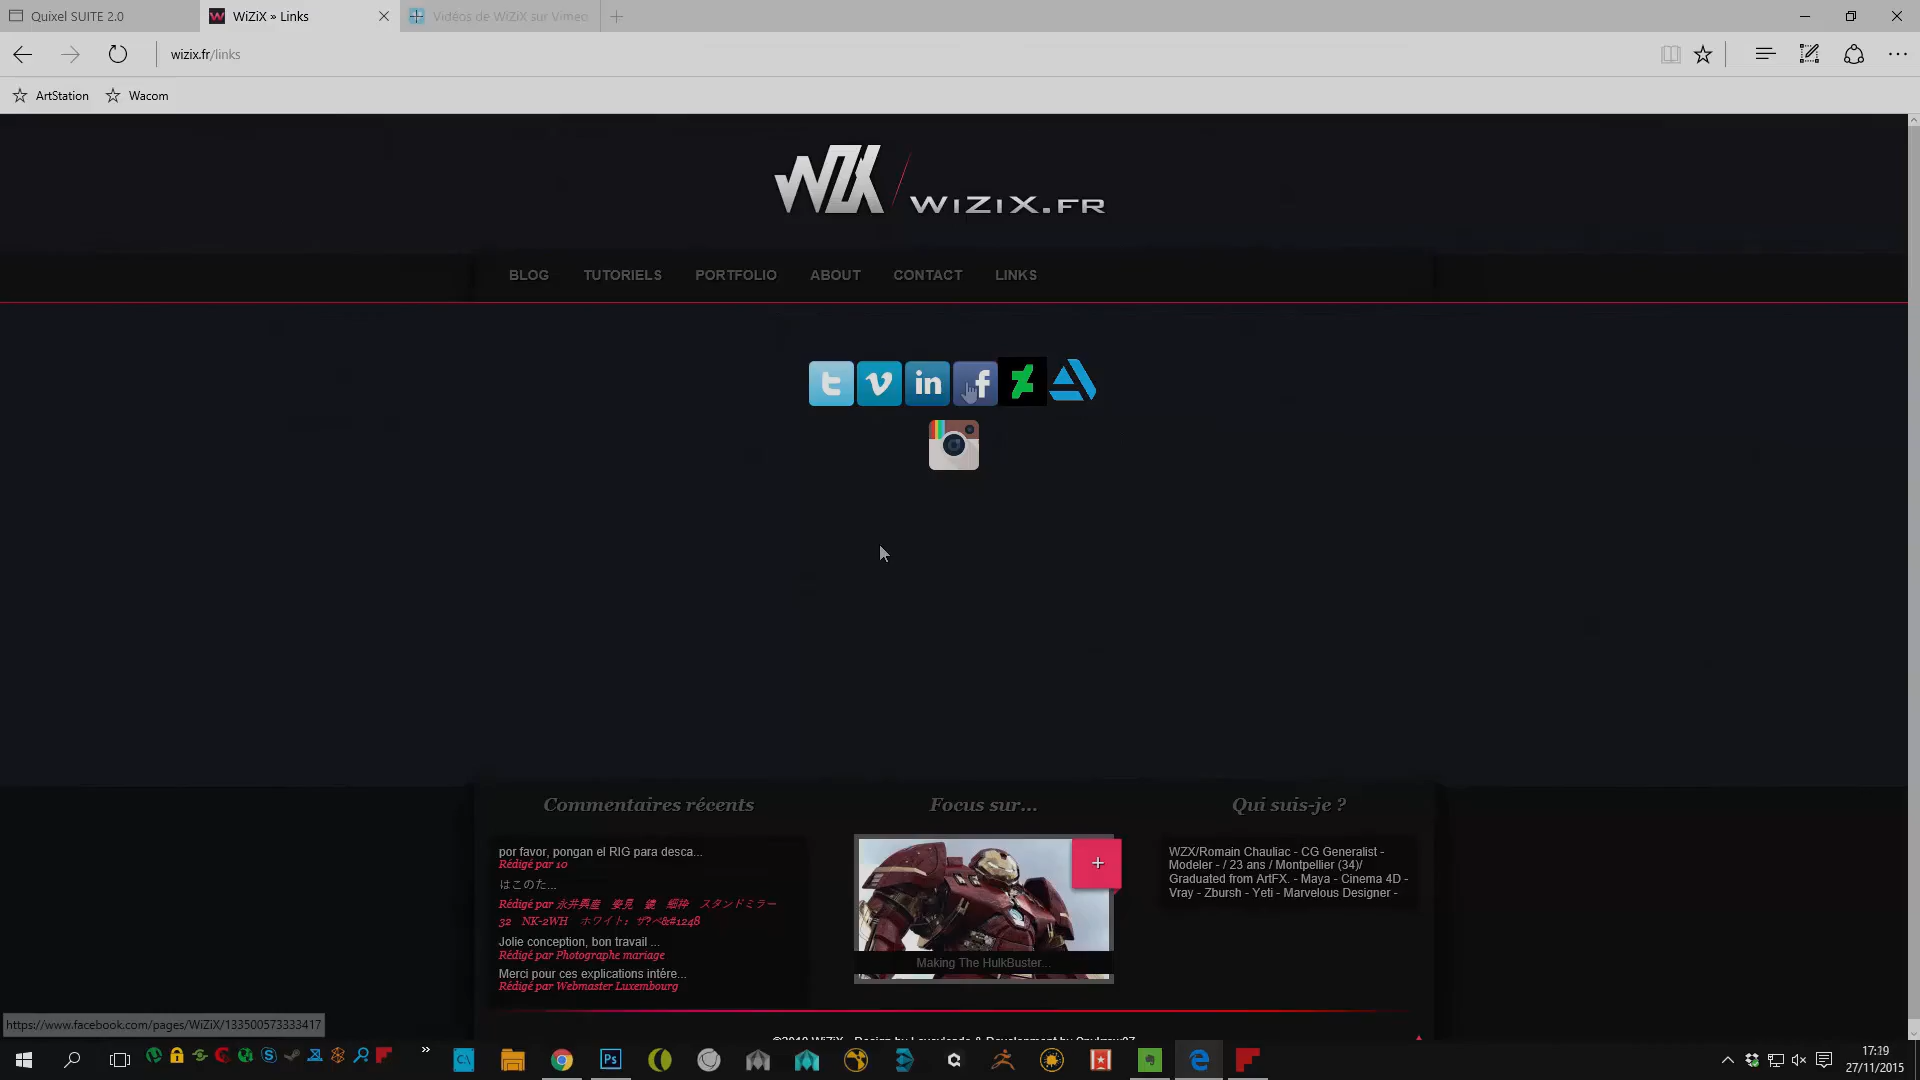 Quixel SUITE 2.0
WiZiX » Links
Vidéos de WiZiX sur Vimeo
wizix.fr/links
ArtStation
Wacom
WZX
WiZiX.FR
BLOG TUTORIELS PORTFOLIO ABOUT CONTACT LINKS
Commentaires récents
por favor, pongan el RIG para desca...
Rédigé par 10
はこのた...
Rédigé par 永井興産 姿見 鏡 細枠 スタンドミラー
32 NK-2WH ホワイト: ザ?ベ&#1248
Jolie conception, bon travail ...
Rédigé par Photographe mariage
Merci pour ces explications intére...
Rédigé par Webmaster Luxembourg
Focus sur...
Making The HulkBuster...
Qui suis-je ?
WZX/Romain Chauliac - CG Generalist -
Modeler - / 23 ans / Montpellier (34)/
Graduated from ArtFX. - Maya - Cinema 4D -
Vray - Zbursh - Yeti - Marvelous Designer -
https://www.facebook.com/pages/WiZiX/133500573333417
17:19
27/11/2015